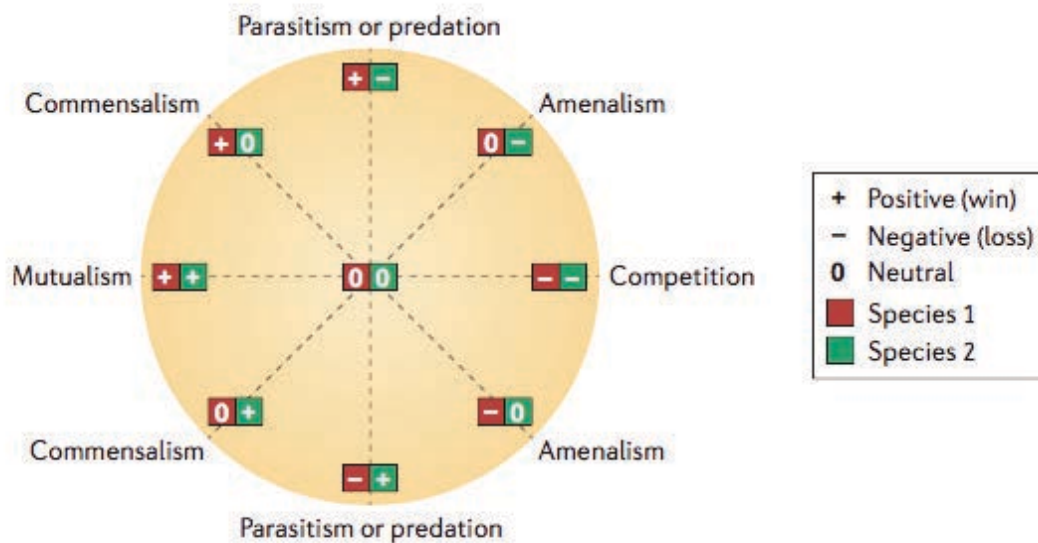 Parasitism or predation
+ −
Commensalism
Amenalism
+ 0
0 −
Mutualism
+ +
0 0
− −
Competition
0 +
− 0
Commensalism
Amenalism
− +
Parasitism or predation
+ Positive (win)
− Negative (loss)
0 Neutral
Species 1
Species 2